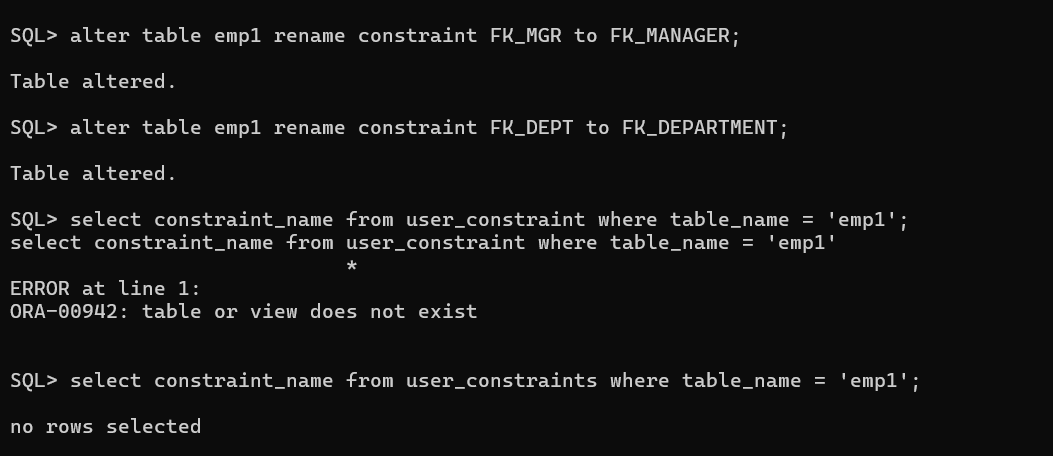 SQL> alter table emp1 rename constraint FK_MGR to FK_MANAGER;
Table altered.
SQL> alter table emp1 rename constraint FK_DEPT to FK_DEPARTMENT;
Table altered.
SQL> select constraint_name from user_constraint where table_name = 'emp1';
select constraint_name from user_constraint where table_name = 'emp1'
                            *
ERROR at line 1:
ORA-00942: table or view does not exist
SQL> select constraint_name from user_constraints where table_name = 'emp1';
no rows selected